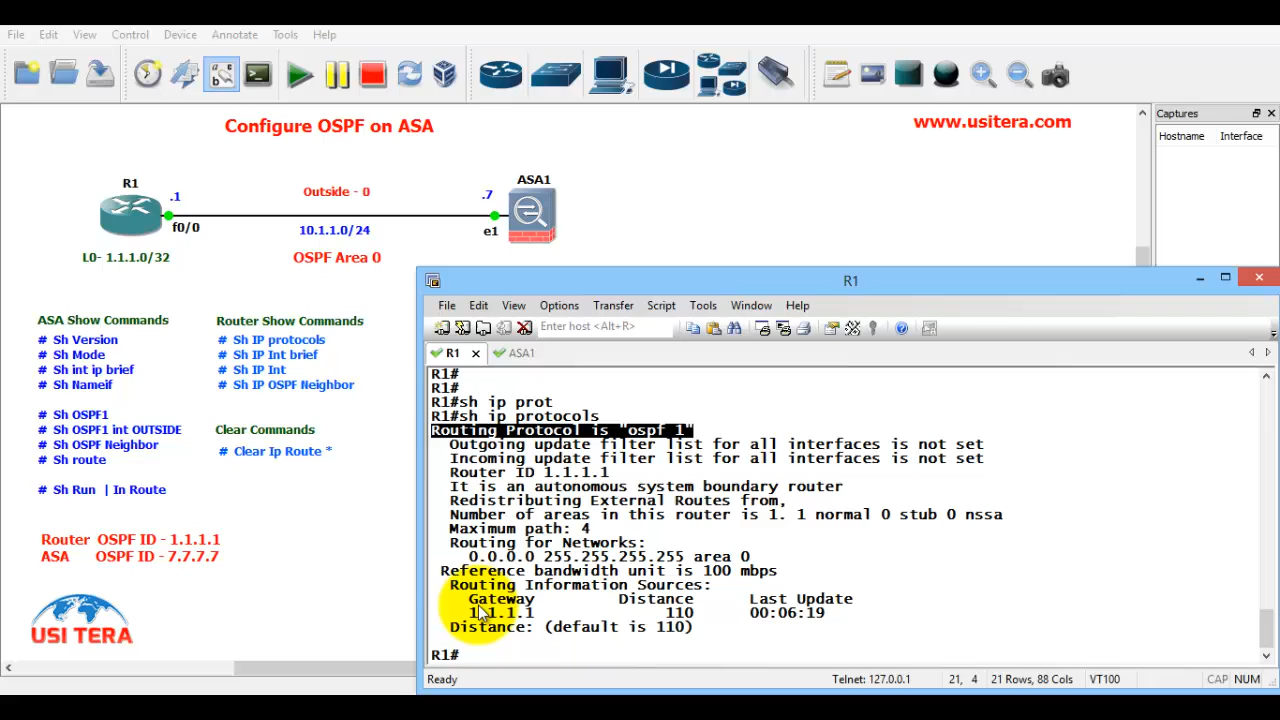 File Edit View Control Device Annotate Tools Help
Configure OSPF on ASA
www.usitera.com
Captures
Hostname Interface
R1
ASA1
.1
Outside - 0
.7
f0/0
10.1.1.0/24
e1
L0- 1.1.1.0/32
OSPF Area 0
ASA Show Commands
# Sh Version
# Sh Mode
# Sh int ip brief
# Sh Nameif
# Sh OSPF1
# Sh OSPF1 int OUTSIDE
# Sh OSPF Neighbor
# Sh route
# Sh Run | In Route
Router Show Commands
# Sh IP protocols
# Sh IP Int brief
# Sh IP Int
# Sh IP OSPF Neighbor
Clear Commands
# Clear Ip Route *
Router OSPF ID - 1.1.1.1
ASA OSPF ID - 7.7.7.7
USI TERA
R1
File Edit View Options Transfer Script Tools Window Help
Enter host <Alt+R>
R1
ASA1
R1#
R1#
R1#sh ip prot
R1#sh ip protocols
Routing Protocol is "ospf 1"
Outgoing update filter list for all interfaces is not set
Incoming update filter list for all interfaces is not set
Router ID 1.1.1.1
It is an autonomous system boundary router
Redistributing External Routes from,
Number of areas in this router is 1. 1 normal 0 stub 0 nssa
Maximum path: 4
Routing for Networks:
0.0.0.0 255.255.255.255 area 0
Reference bandwidth unit is 100 mbps
Routing Information Sources:
Gateway Distance Last Update
1.1.1.1 110 00:06:19
Distance: (default is 110)
R1#
Ready Telnet: 127.0.0.1 21, 4 21 Rows, 88 Cols VT100 CAP NUM